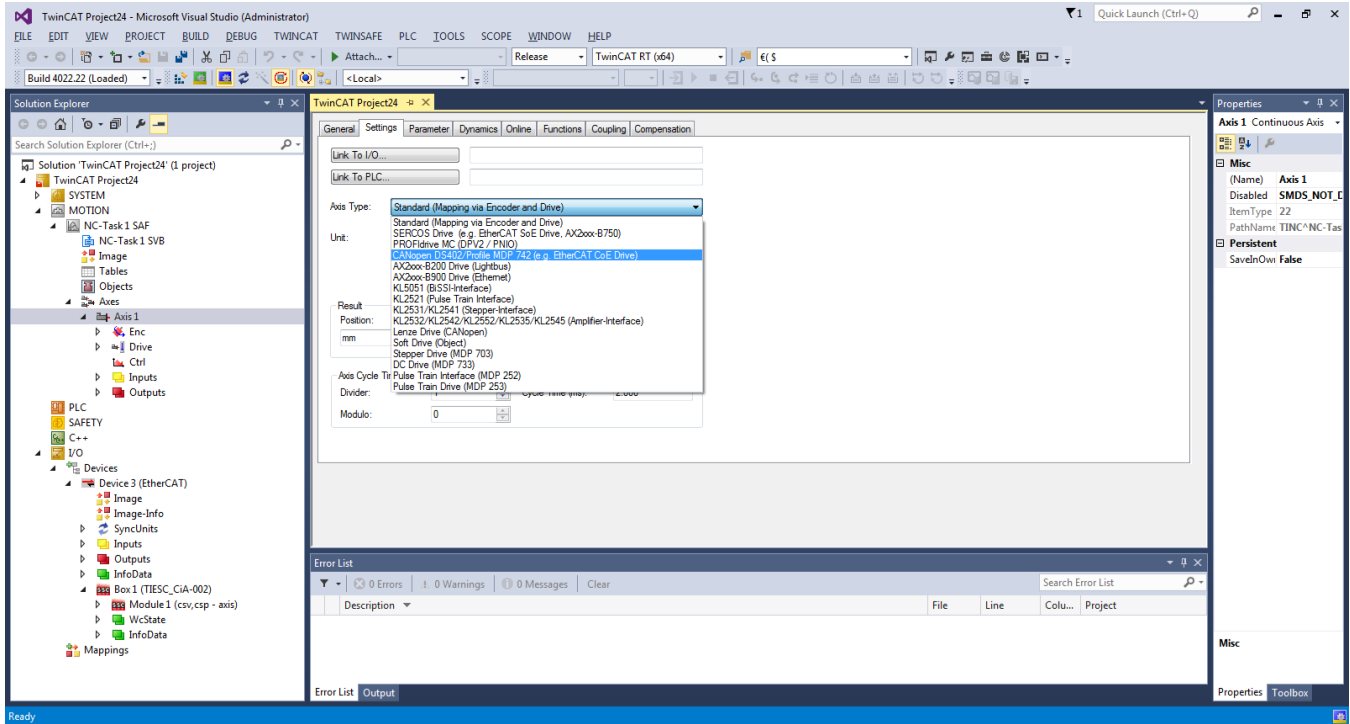 TwinCAT Project24 - Microsoft Visual Studio (Administrator)
1 Quick Launch (Ctrl+Q)
FILE EDIT VIEW PROJECT BUILD DEBUG TWINCAT TWINSAFE PLC TOOLS SCOPE WINDOW HELP
Attach... Release TwinCAT RT (x64) €( S
Build 4022.22 (Loaded) <Local>
Solution Explorer
Search Solution Explorer (Ctrl+;)
Solution 'TwinCAT Project24' (1 project)
TwinCAT Project24
SYSTEM
MOTION
NC-Task 1 SAF
NC-Task 1 SVB
Image
Tables
Objects
Axes
Axis 1
Enc
Drive
Ctrl
Inputs
Outputs
PLC
SAFETY
C++
I/O
Devices
Device 3 (EtherCAT)
Image
Image-Info
SyncUnits
Inputs
Outputs
InfoData
Box 1 (TIESC_CiA-002)
Module 1 (csv,csp - axis)
WcState
InfoData
Mappings
TwinCAT Project24
General Settings Parameter Dynamics Online Functions Coupling Compensation
Link To I/O...
Link To PLC...
Axis Type: Standard (Mapping via Encoder and Drive)
Standard (Mapping via Encoder and Drive)
SERCOS Drive (e.g. EtherCAT SoE Drive, AX2xxx-B750)
Unit:
PROFIdrive MC (DPV2 / PNIO)
CANopen DS402/Profile MDP 742 (e.g. EtherCAT CoE Drive)
AX2xxx-B200 Drive (Lightbus)
AX2xxx-B900 Drive (Ethernet)
KL5051 (BiSSI-Interface)
KL2521 (Pulse Train Interface)
Result
KL2531/KL2541 (Stepper-Interface)
Position: KL2532/KL2542/KL2552/KL2535/KL2545 (Amplifier-Interface)
Lenze Drive (CANopen)
mm Soft Drive (Object)
Stepper Drive (MDP 703)
DC Drive (MDP 733)
Axis Cycle Ti Pulse Train Interface (MDP 252)
Pulse Train Drive (MDP 253)
Divider: 1 Cycle Time (ms): 2.000
Modulo: 0
Error List
0 Errors 0 Warnings 0 Messages Clear Search Error List
Description File Line Colu... Project
Error List Output
Properties
Axis 1 Continuous Axis
Misc
(Name) Axis 1
Disabled SMDS_NOT_D
ItemType 22
PathName TINC^NC-Tas
Persistent
SaveInOwn False
Misc
Properties Toolbox
Ready